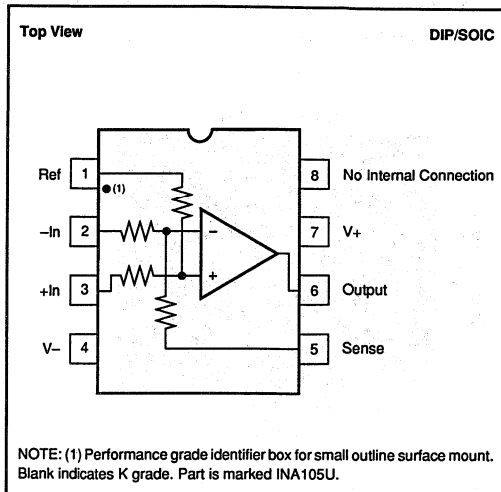 Top View
DIP/SOIC
Ref 1
(1)
8 No Internal Connection
–In 2
–
7 V+
+In 3
+
6 Output
V– 4
5 Sense
NOTE: (1) Performance grade identifier box for small outline surface mount.
Blank indicates K grade. Part is marked INA105U.